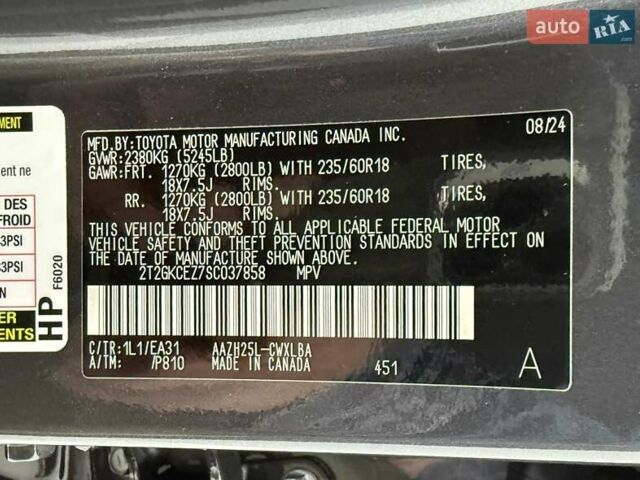 auto RIA.com
MENT
ent ne
N DES
FROID
3PSI
33PSI
N
ER
ENTS
HP
F6020
MFD.BY:TOYOTA MOTOR MANUFACTURING CANADA INC. 08/24
GVWR:2380KG (5245LB)
GAWR:FRT. 1270KG (2800LB) WITH 235/60R18 TIRES,
18X7.5J RIMS.
RR. 1270KG (2800LB) WITH 235/60R18 TIRES,
18X7.5J RIMS.
THIS VEHICLE CONFORMS TO ALL APPLICABLE FEDERAL MOTOR
VEHICLE SAFETY AND THEFT PREVENTION STANDARDS IN EFFECT ON
THE DATE OF MANUFACTURE SHOWN ABOVE.
2T2GKCEZ7SC037858 MPV
C/TR:1L1/EA31 AAZH25L-CWXLBA
A/TM: /P810 MADE IN CANADA 451 A